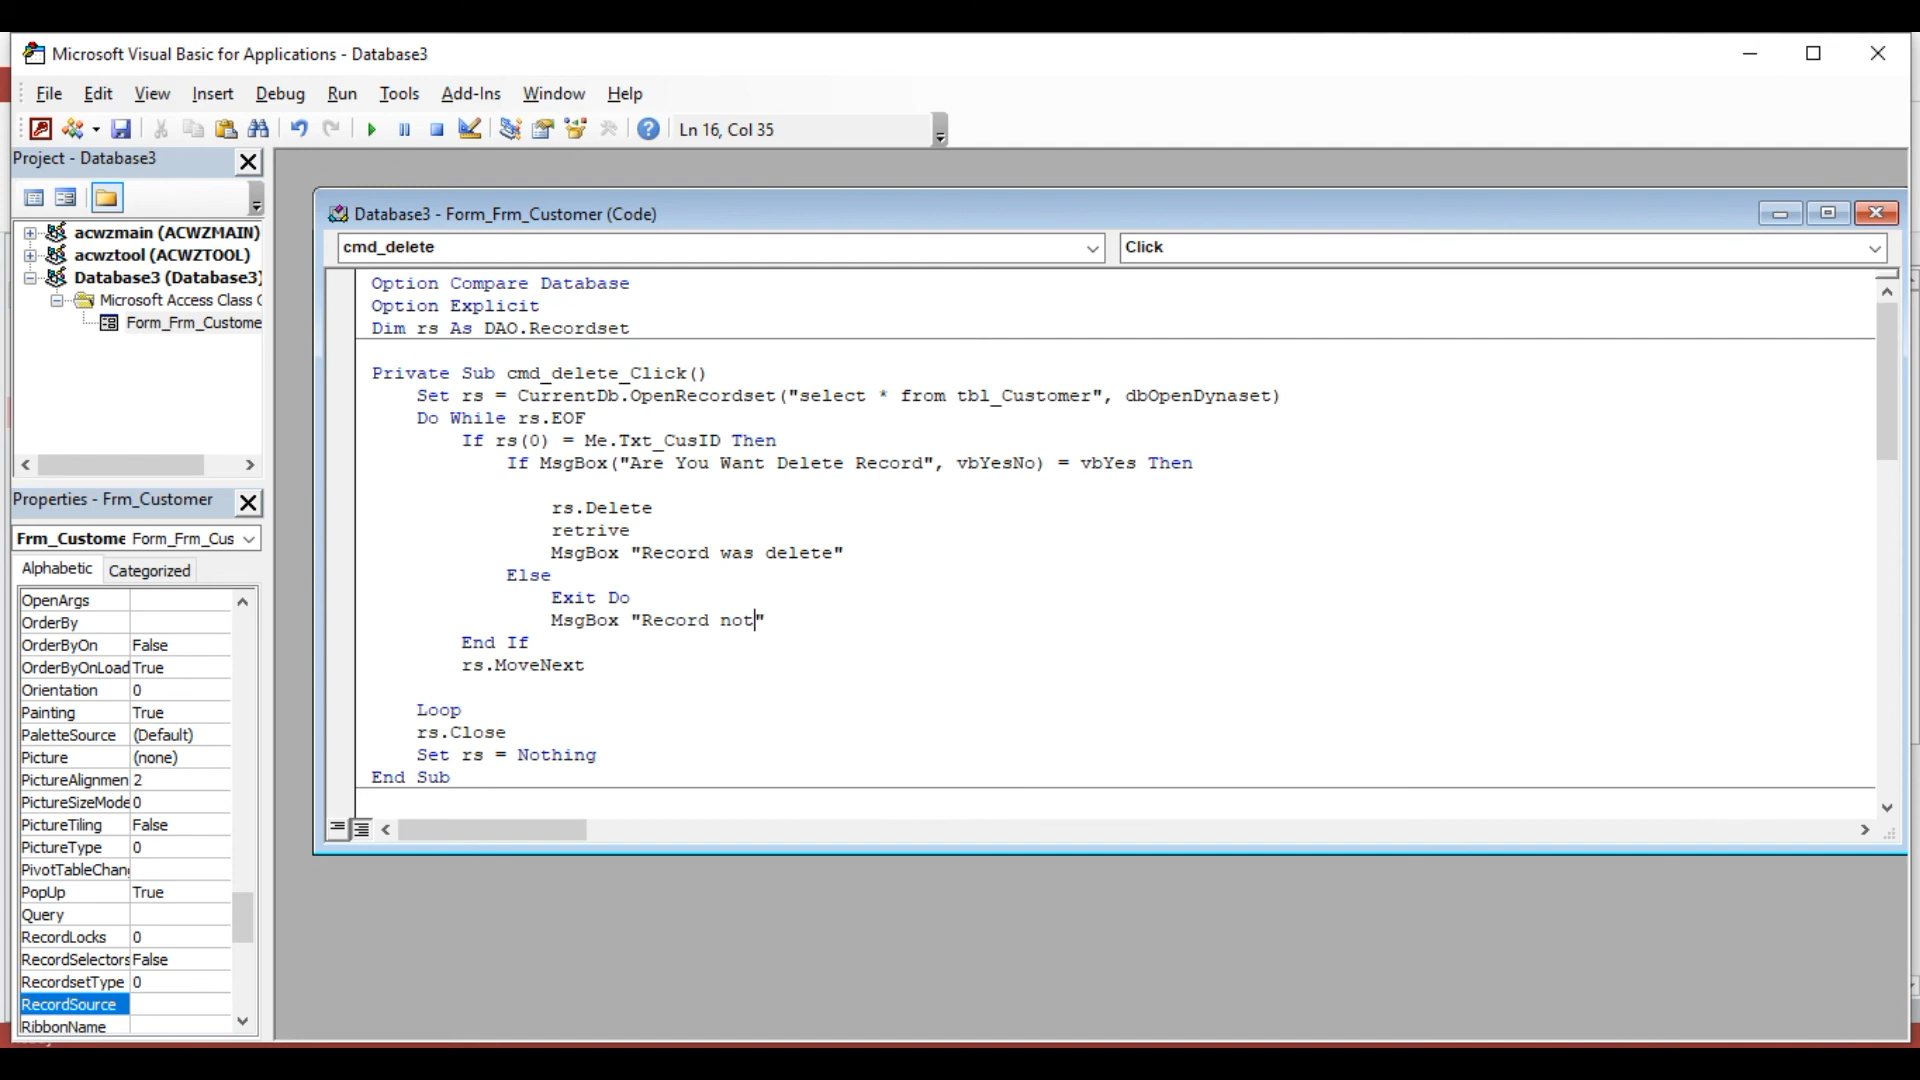 Microsoft Visual Basic for Applications - Database3
File Edit View Insert Debug Run Tools Add-Ins Window Help
Ln 16, Col 35
Project - Database3
acwzmain (ACWZMAIN)
acwztool (ACWZTOOL)
Database3 (Database3)
Microsoft Access Class
Form_Frm_Custome
Properties - Frm_Customer
Frm_Custome Form_Frm_Cus
Alphabetic Categorized
OpenArgs
OrderBy
OrderByOn False
OrderByOnLoad True
Orientation 0
Painting True
PaletteSource (Default)
Picture (none)
PictureAlignmen 2
PictureSizeMode 0
PictureTiling False
PictureType 0
PivotTableChang
PopUp True
Query
RecordLocks 0
RecordSelectors False
RecordsetType 0
RecordSource
RibbonName
Database3 - Form_Frm_Customer (Code)
cmd_delete Click
Option Compare Database
Option Explicit
Dim rs As DAO.Recordset
Private Sub cmd_delete_Click()
Set rs = CurrentDb.OpenRecordset("select * from tbl_Customer", dbOpenDynaset)
Do While rs.EOF
If rs(0) = Me.Txt_CusID Then
If MsgBox("Are You Want Delete Record", vbYesNo) = vbYes Then
rs.Delete
retrive
MsgBox "Record was delete"
Else
Exit Do
MsgBox "Record not"
End If
rs.MoveNext
Loop
rs.Close
Set rs = Nothing
End Sub